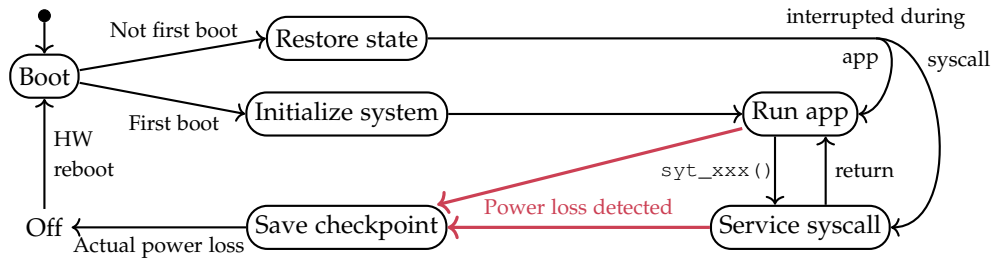 Not first boot
Restore state
interrupted during
app
syscall
Boot
First boot
Initialize system
Run app
HW
reboot
syt_xxx()
return
Power loss detected
Off
Actual power loss
Save checkpoint
Service syscall